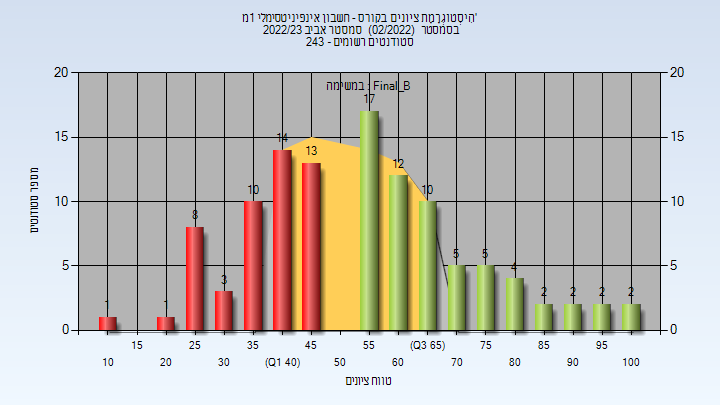 היסטוגרמת ציונים בקורס - חשבון אינפיניטסימלי 1מ'
בסמסטר (02/2022) סמסטר אביב 2022/23
סטודנטים רשומים - 243
במשימה : Final_B
מספר סטודנטים
20 20
15 15
10 10
5 5
0 0
1 1 8 3 10 14 13 17 12 10 5 5 4 2 2 2 2
15 25 35 45 55 (Q3 65) 75 85 95
10 20 30 (Q1 40) 50 60 70 80 90 100
טווח ציונים